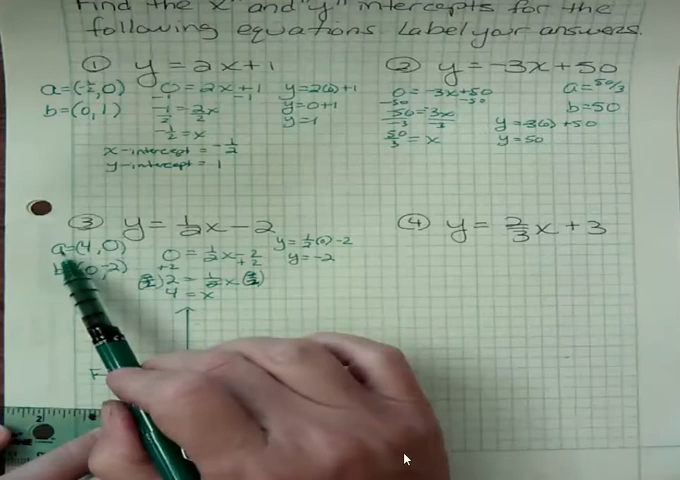 Find the x" and "y" intercepts for the
following equations. Label your answers.
① y = 2x+1
a=(-1/2, 0)
b=(0, 1)
0 = 2x+1
-1 -1
-1/2 = 2x/2
-1/2 = x
y=2(0)+1
y=0+1
y=1
x-intercept = -1/2
y-intercept = 1
② y = -3x+50
0= -3x+50
-50 -50
-50/-3 = -3x/-3
50/3 = x
a= 50/3
b=50
y= -3(0) +50
y= 50
③ y= 1/2x-2
a=(4, 0)
(0, -2)
0 = 1/2x-2
+2 +2
2 = 1/2x
4 = x
y= 1/2(0)-2
y= -2
④ y= 2/3x+3